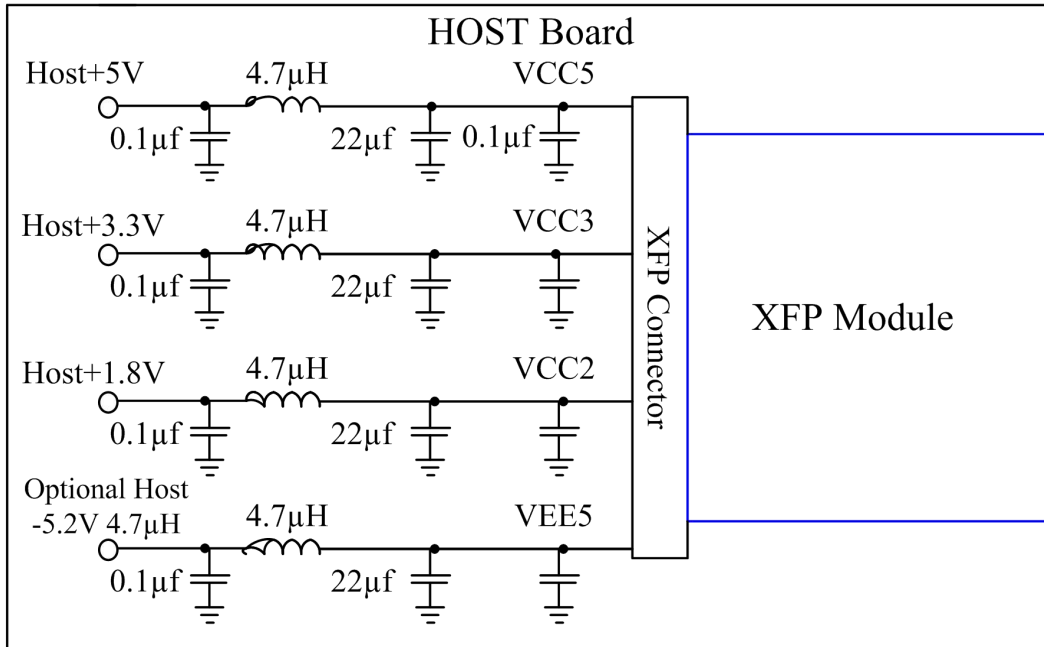 HOST Board
Host+5V
4.7µH
VCC5
0.1µf
22µf
0.1µf
Host+3.3V
4.7µH
VCC3
0.1µf
22µf
XFP Connector
XFP Module
Host+1.8V
4.7µH
VCC2
0.1µf
22µf
Optional Host
-5.2V 4.7µH
4.7µH
VEE5
0.1µf
22µf